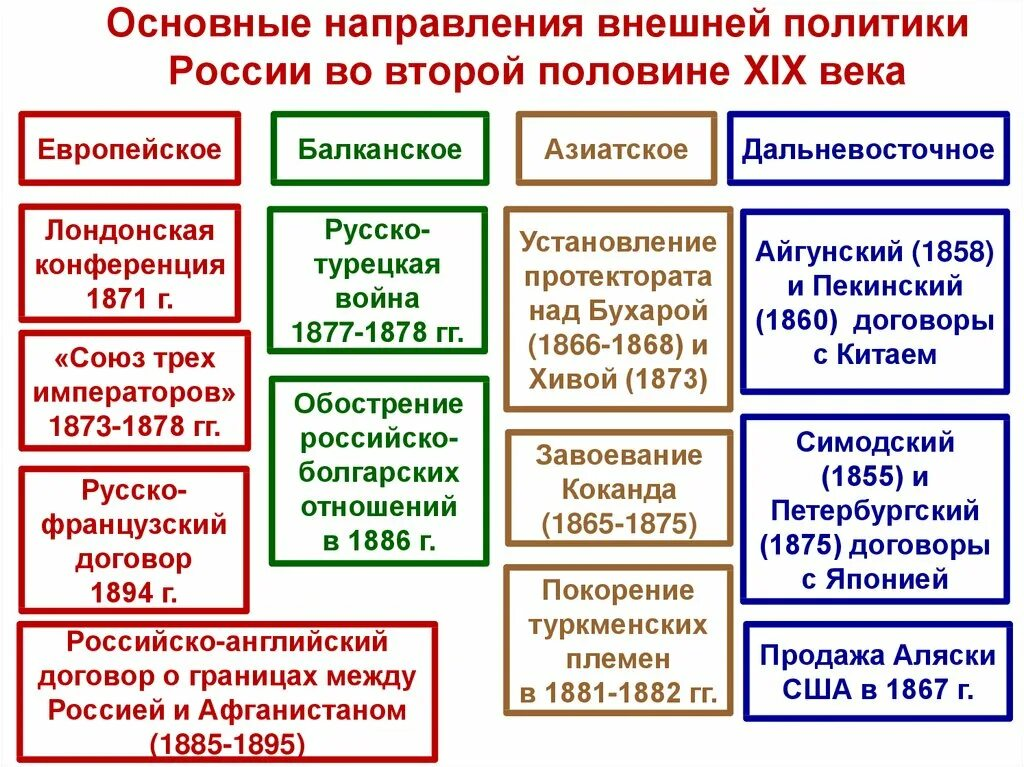 Основные направления внешней политики
России во второй половине XIX века
Европейское
Балканское
Азиатское
Дальневосточное
Лондонская
конференция
1871 г.
«Союз трех
императоров»
1873-1878 гг.
Русско-
французский
договор
1894 г.
Российско-английский
договор о границах между
Россией и Афганистаном
(1885-1895)
Русско-
турецкая
война
1877-1878 гг.
Обострение
российско-
болгарских
отношений
в 1886 г.
Установление
протектората
над Бухарой
(1866-1868) и
Хивой (1873)
Завоевание
Коканда
(1865-1875)
Покорение
туркменских
племен
в 1881-1882 гг.
Айгунский (1858)
и Пекинский
(1860) договоры
с Китаем
Симодский
(1855) и
Петербургский
(1875) договоры
с Японией
Продажа Аляски
США в 1867 г.